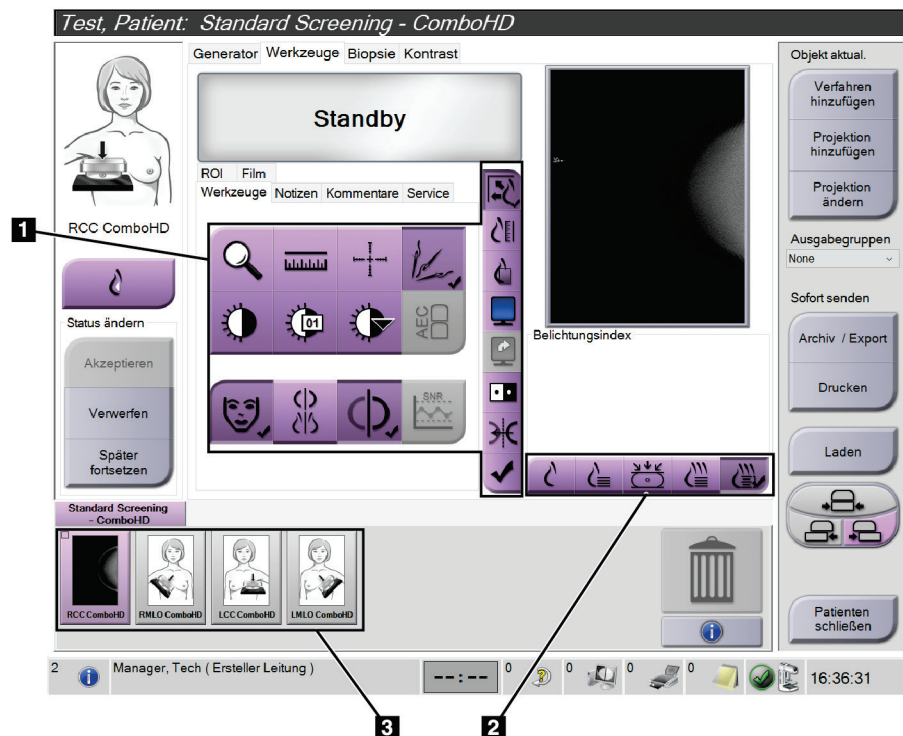 Test, Patient: Standard Screening - ComboHD
Generator Werkzeuge Biopsie Kontrast
Objekt aktual.
Verfahren
hinzufügen
Projektion
hinzufügen
Projektion
ändern
Standby
ROI Film
Werkzeuge Notizen Kommentare Service
RCC ComboHD
1
01
AEC
SNR
Status ändern
Akzeptieren
Verwerfen
Später
fortsetzen
Belichtungsindex
Ausgabegruppen
None
Sofort senden
Archiv / Export
Drucken
Laden
Standard Screening
- ComboHD
RCC ComboHD
RMLO ComboHD
LCC ComboHD
LMLO ComboHD
Patienten
schließen
2 Manager, Tech ( Ersteller Leitung ) --:-- 0 0 0 0 16:36:31
3
2